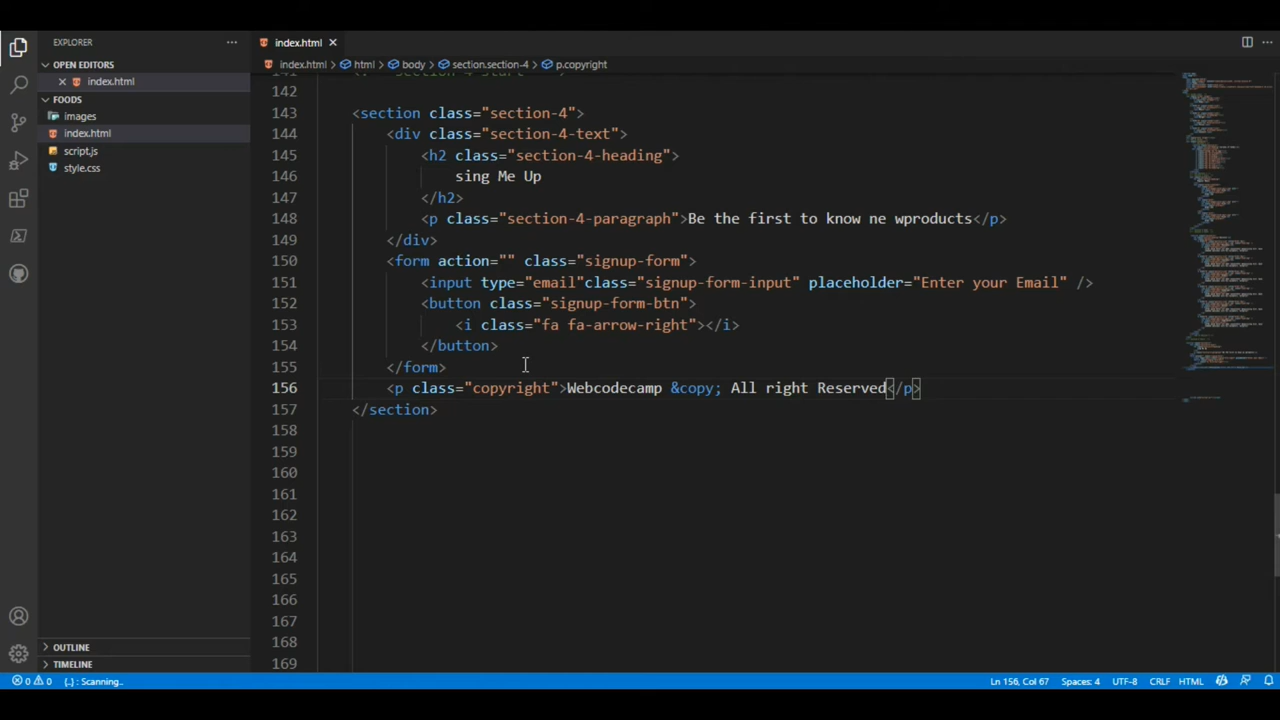 EXPLORER
index.html
OPEN EDITORS
index.html
FOODS
images
index.html
script.js
style.css
OUTLINE
TIMELINE
index.html > html > body > section.section-4 > p.copyright
141
142
143 <section class="section-4">
144 <div class="section-4-text">
145 <h2 class="section-4-heading">
146 sing Me Up
147 </h2>
148 <p class="section-4-paragraph">Be the first to know ne wproducts</p>
149 </div>
150 <form action="" class="signup-form">
151 <input type="email"class="signup-form-input" placeholder="Enter your Email" />
152 <button class="signup-form-btn">
153 <i class="fa fa-arrow-right"></i>
154 </button>
155 </form>
156 <p class="copyright">Webcodecamp &copy; All right Reserved</p>
157 </section>
158
159
160
161
162
163
164
165
166
167
168
169
0 0 {..}: Scanning.. Ln 156, Col 67 Spaces: 4 UTF-8 CRLF HTML